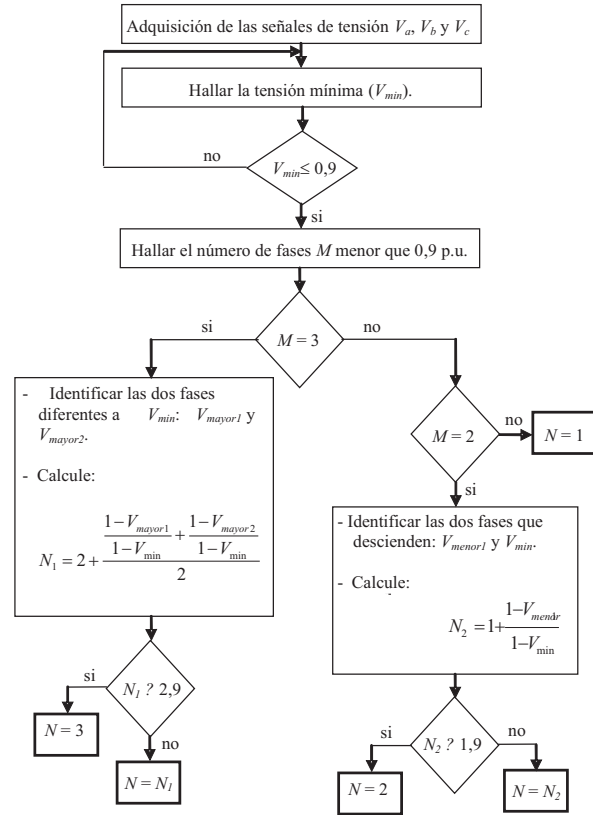 Adquisición de las señales de tensión Va, Vb y Vc
Hallar la tensión mínima (Vmin).
no
Vmin ≤ 0,9
si
Hallar el número de fases M menor que 0,9 p.u.
si
M = 3
no
- Identificar las dos fases
diferentes a Vmin: Vmayor1 y
Vmayor2.
- Calcule:
N1 = 2 + ((1−Vmayor1)/(1−Vmin) + (1−Vmayor2)/(1−Vmin))/2
M = 2
no
N = 1
si
- Identificar las dos fases que
descienden: Vmenor1 y Vmin.
- Calcule:
N2 = 1 + (1−Vmenor)/(1−Vmin)
si
N1 ? 2,9
N = 3
no
N = N1
si
N2 ? 1,9
no
N = 2
N = N2